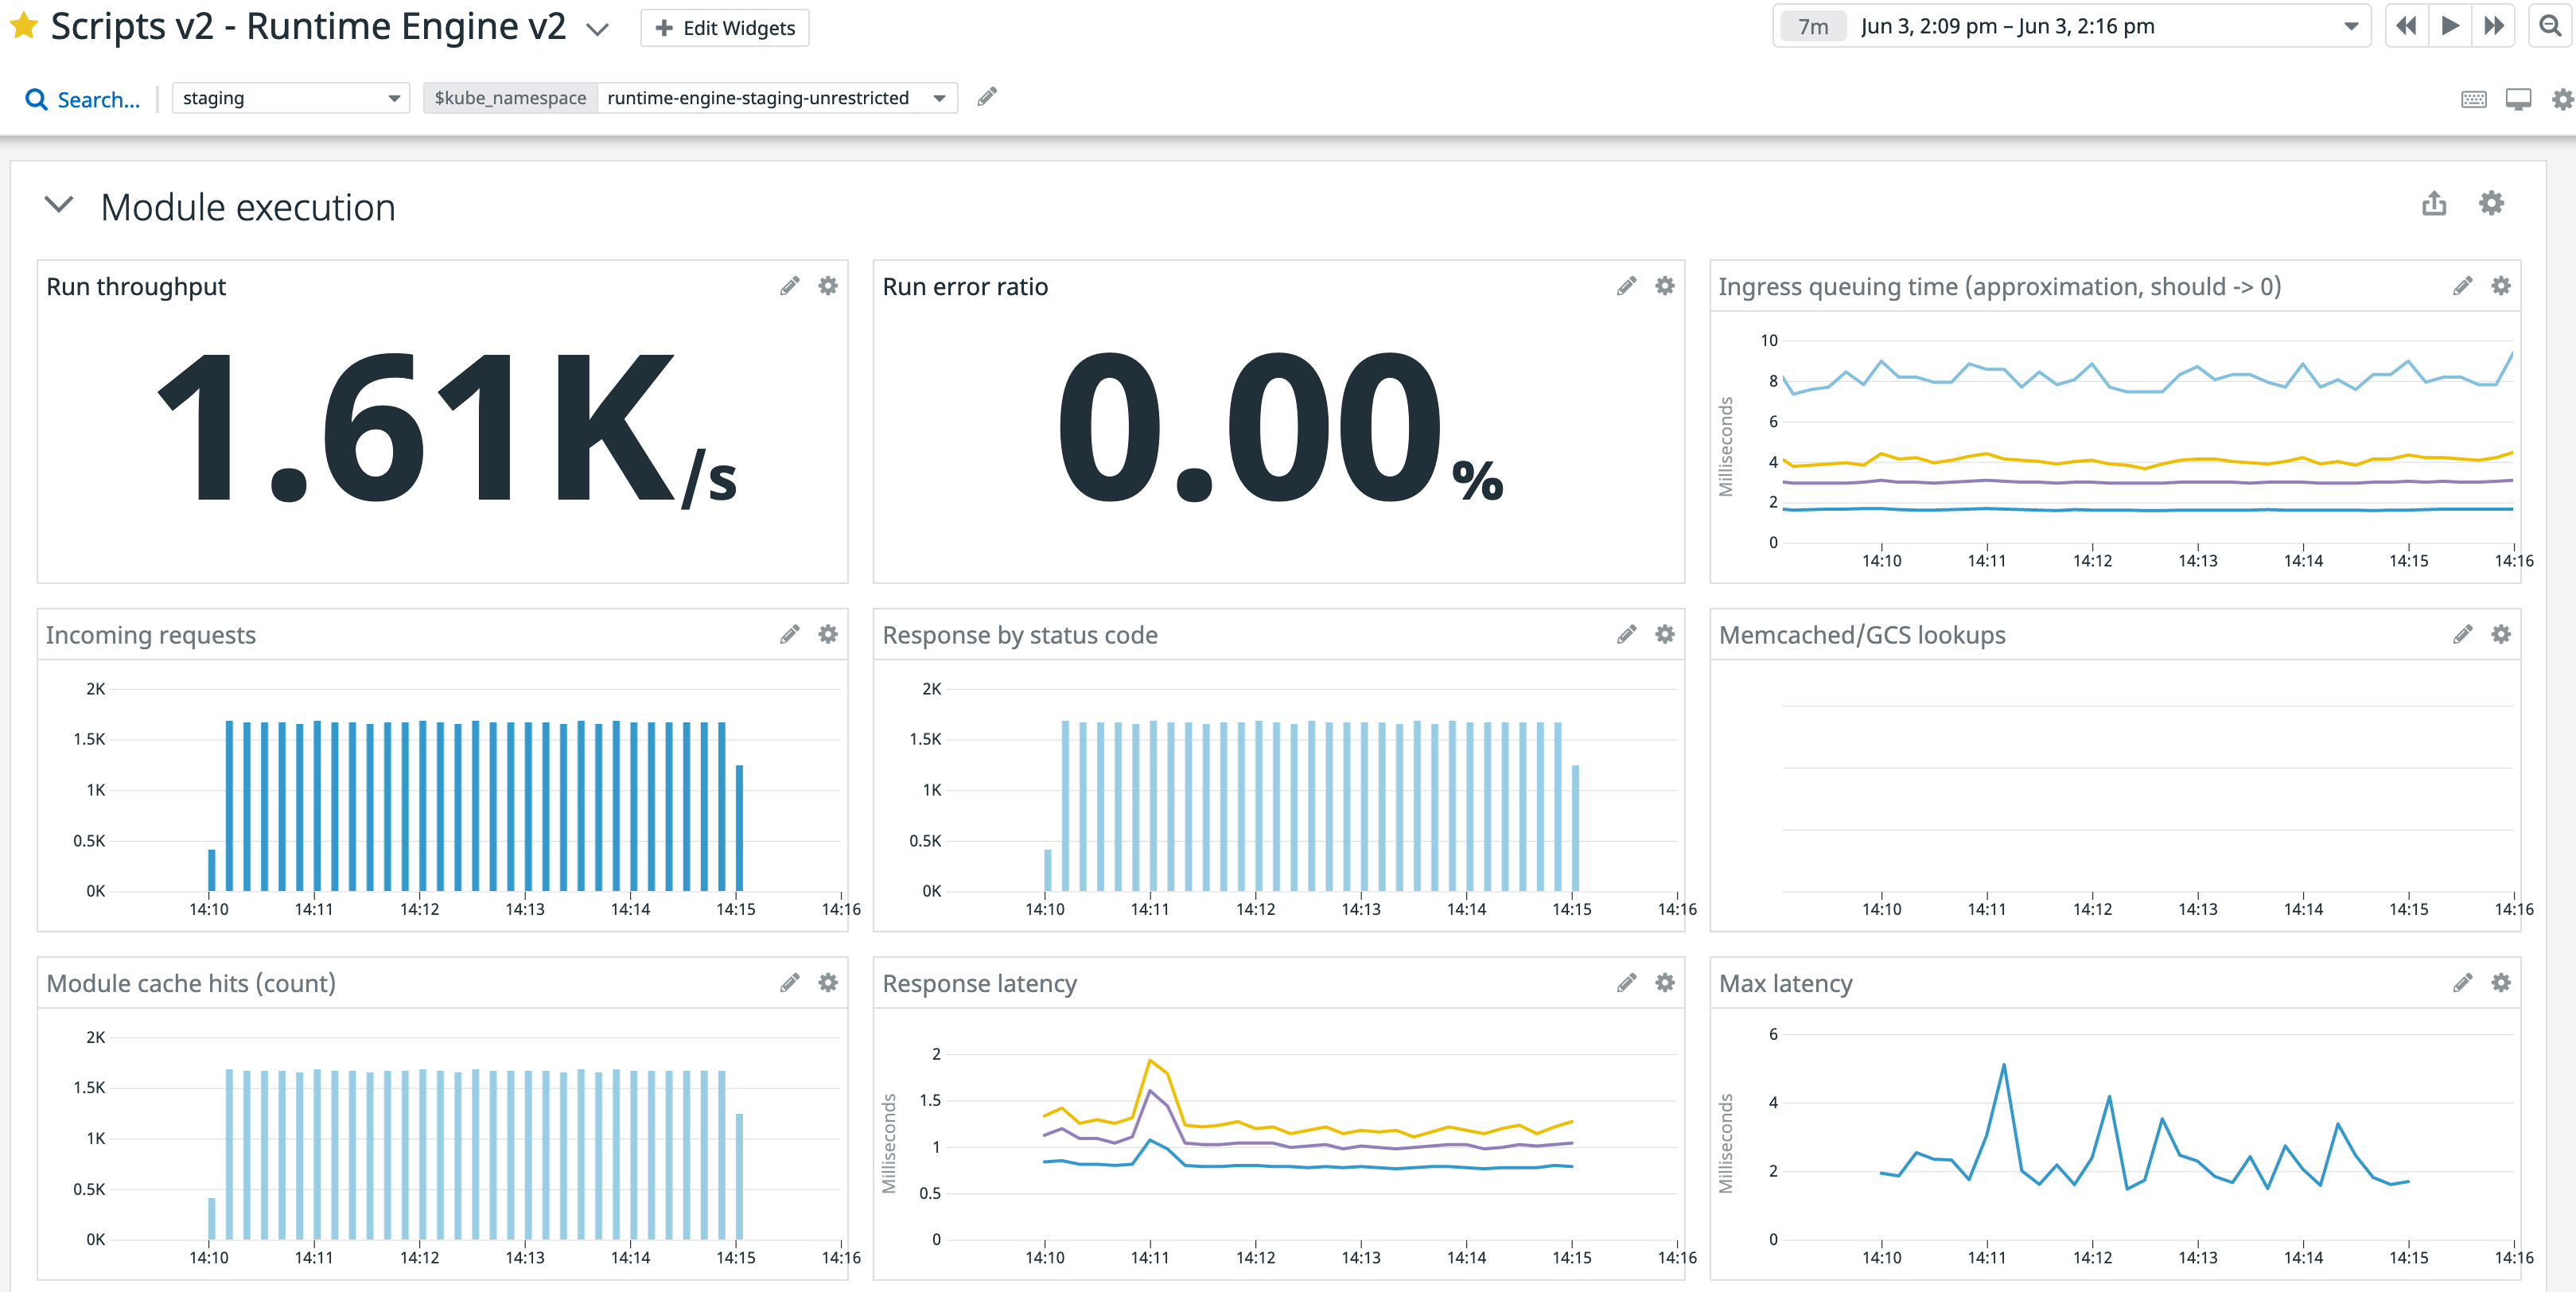 Scripts v2 - Runtime Engine v2
+ Edit Widgets
7m Jun 3, 2:09 pm – Jun 3, 2:16 pm
Search...
staging
$kube_namespace runtime-engine-staging-unrestricted
Module execution
Run throughput
1.61K/s
Run error ratio
0.00%
Ingress queuing time (approximation, should -> 0)
Milliseconds
10
8
6
4
2
0
14:10 14:11 14:12 14:13 14:14 14:15 14:16
Incoming requests
2K
1.5K
1K
0.5K
0K
14:10 14:11 14:12 14:13 14:14 14:15 14:16
Response by status code
2K
1.5K
1K
0.5K
0K
14:10 14:11 14:12 14:13 14:14 14:15 14:16
Memcached/GCS lookups
14:10 14:11 14:12 14:13 14:14 14:15 14:16
Module cache hits (count)
2K
1.5K
1K
0.5K
0K
14:10 14:11 14:12 14:13 14:14 14:15 14:16
Response latency
Milliseconds
2
1.5
1
0.5
0
14:10 14:11 14:12 14:13 14:14 14:15 14:16
Max latency
Milliseconds
6
4
2
0
14:10 14:11 14:12 14:13 14:14 14:15 14:16